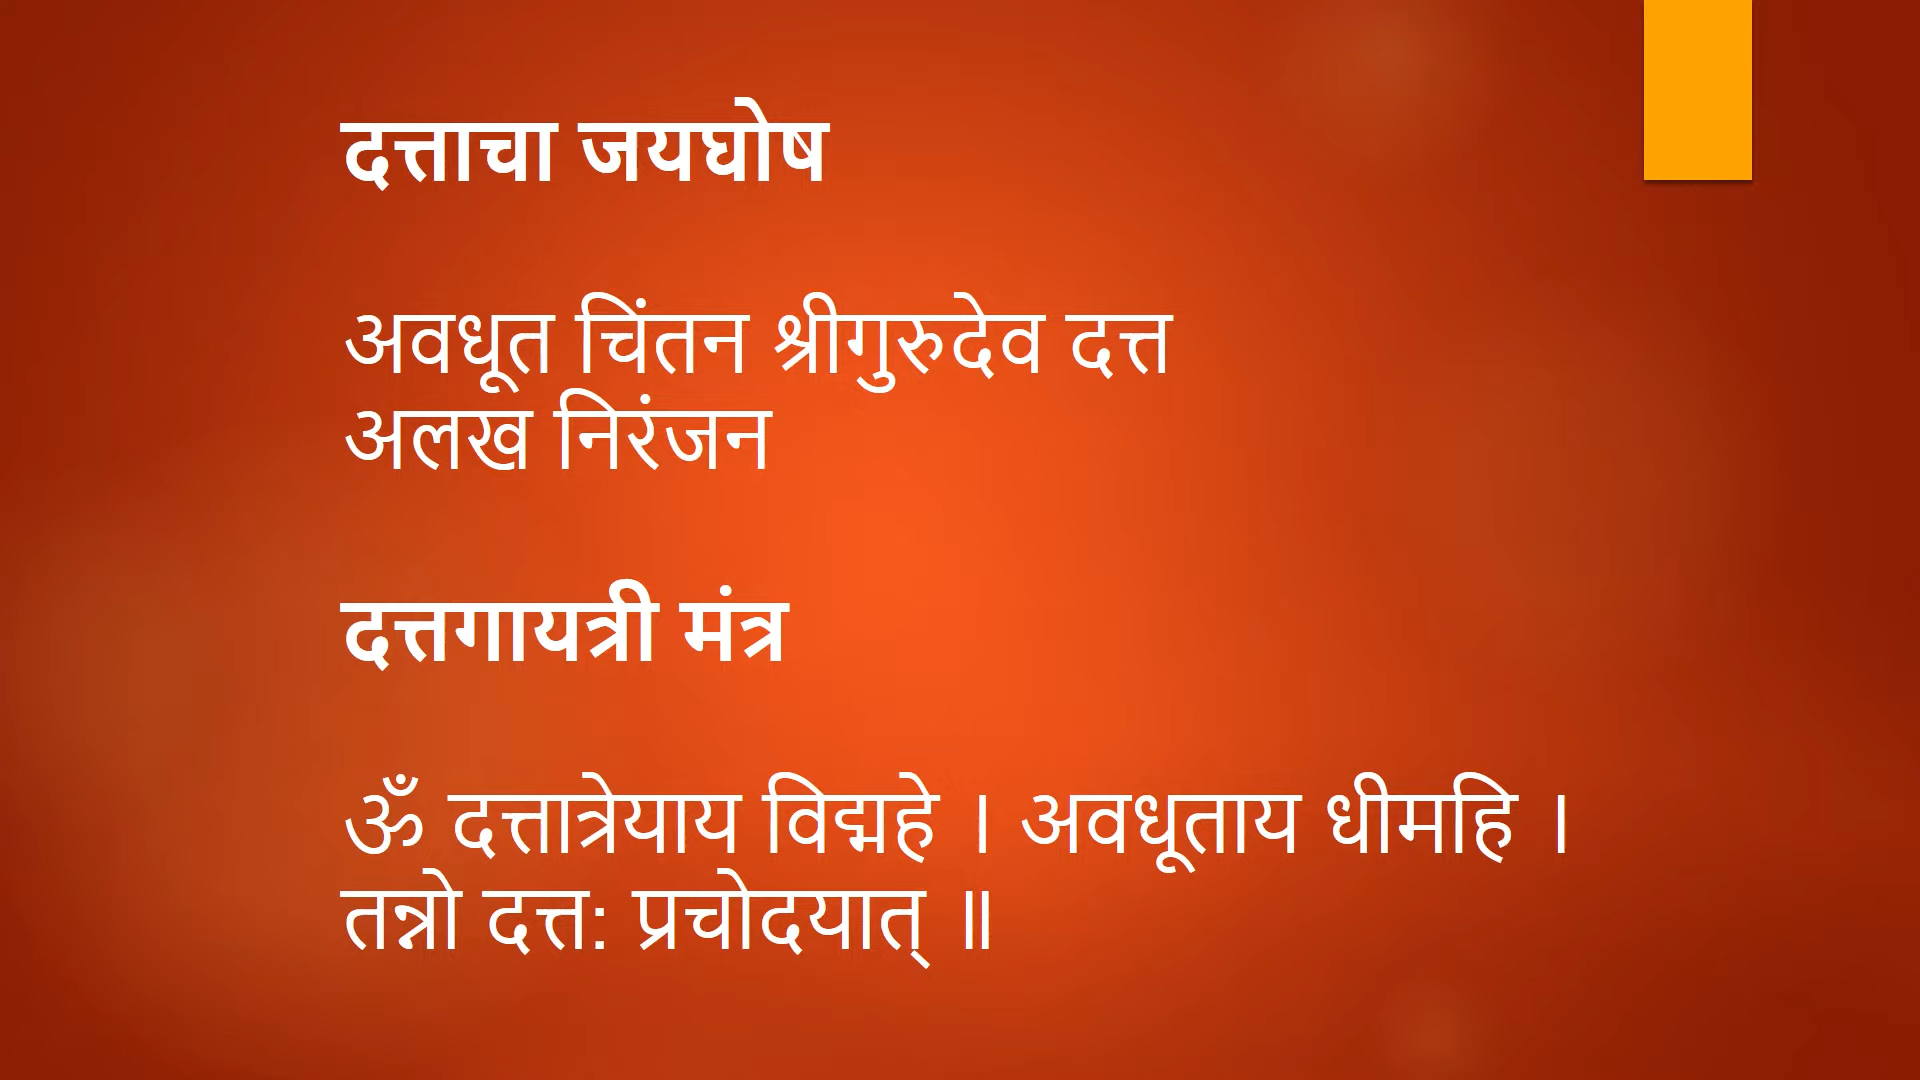 दत्ताचा जयघोष
अवधूत चिंतन श्रीगुरुदेव दत्त
अलख निरंजन
दत्तगायत्री मंत्र
ॐ दत्तात्रेयाय विद्महे । अवधूताय धीमहि ।
तन्नो दत्त: प्रचोदयात् ॥